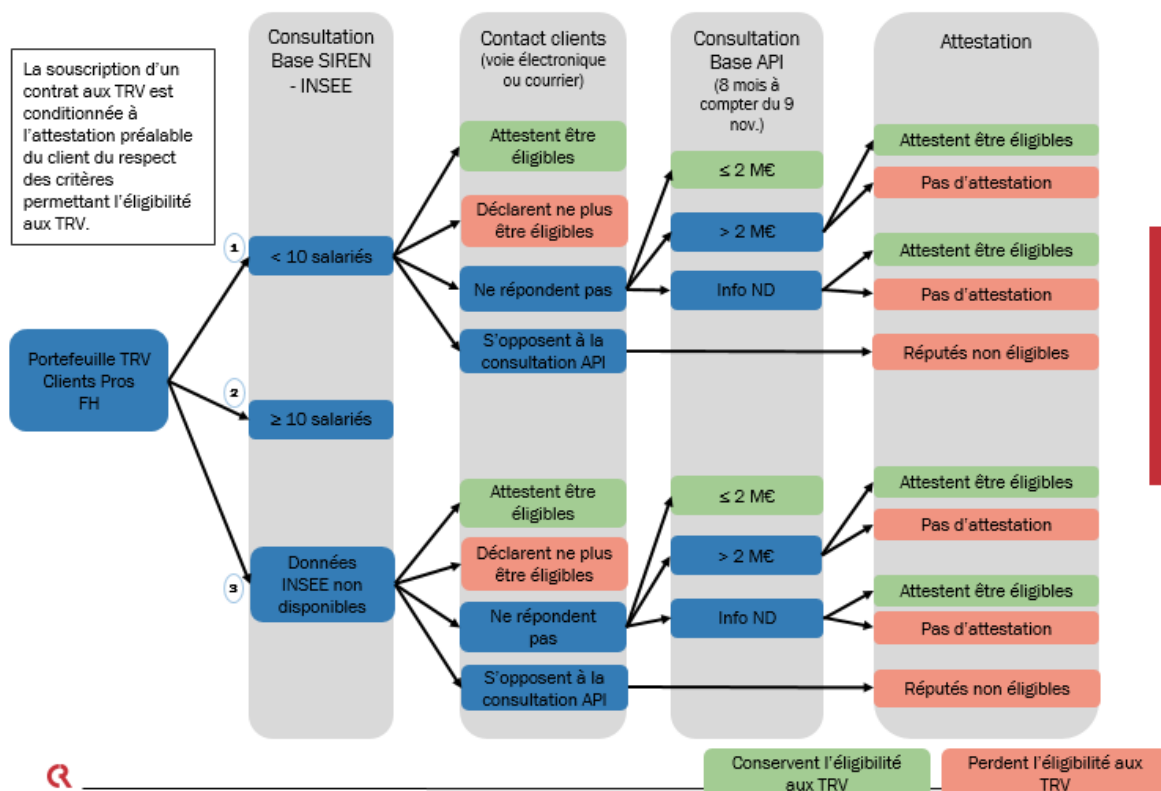 La souscription d'un
contrat aux TRV est
conditionnée à
l'attestation préalable
du client du respect
des critères
permettant l'éligibilité
aux TRV.
Portefeuille TRV
Clients Pros
FH
Consultation
Base SIREN
- INSEE
1
< 10 salariés
2
≥ 10 salariés
3
Données
INSEE non
disponibles
Contact clients
(voie électronique
ou courrier)
Attestent être
éligibles
Déclarent ne plus
être éligibles
Ne répondent pas
S'opposent à la
consultation API
Attestent être
éligibles
Déclarent ne plus
être éligibles
Ne répondent
pas
S'opposent à la
consultation API
Consultation
Base API
(8 mois à
compter du 9
nov.)
≤ 2 M€
> 2 M€
Info ND
≤ 2 M€
> 2 M€
Info ND
Attestation
Attestent être éligibles
Pas d'attestation
Attestent être éligibles
Pas d'attestation
Réputés non éligibles
Attestent être éligibles
Pas d'attestation
Attestent être éligibles
Pas d'attestation
Réputés non éligibles
Conservent l'éligibilité
aux TRV
Perdent l'éligibilité aux
TRV